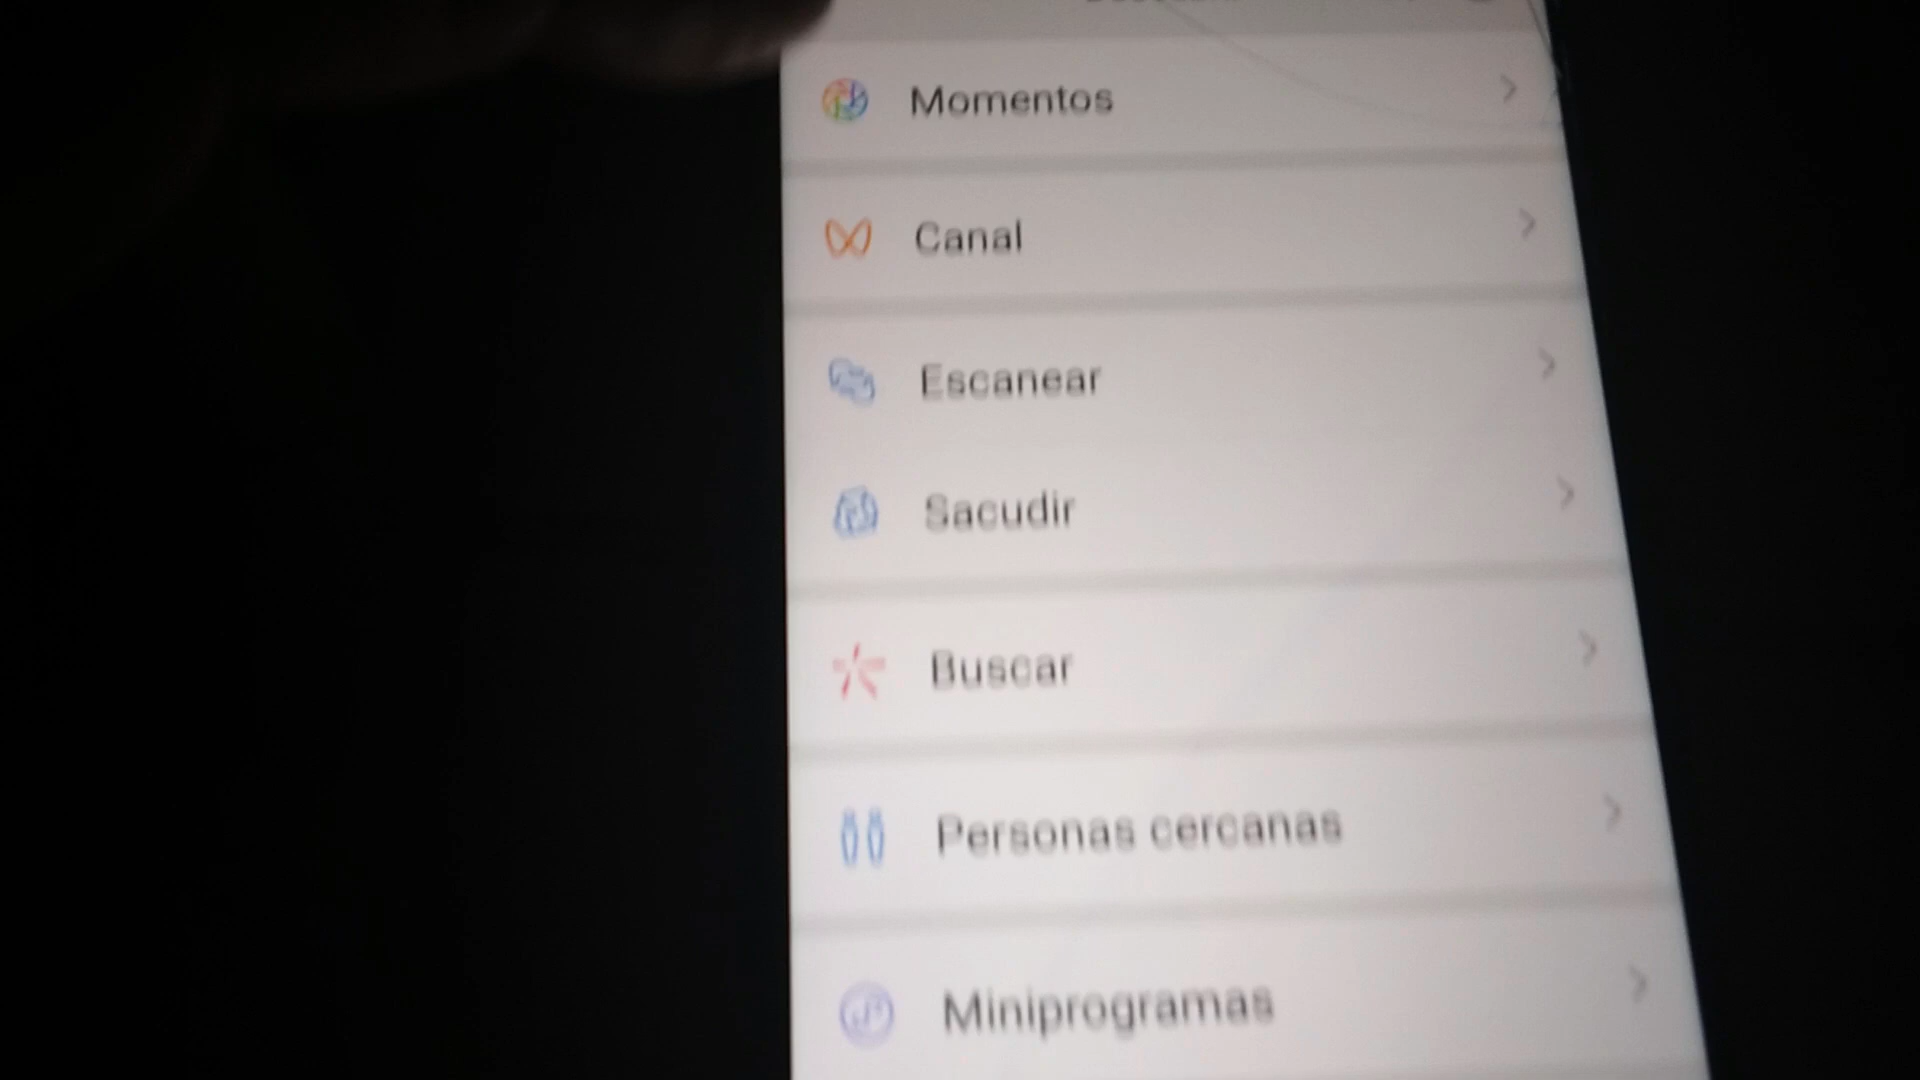 Momentos
Canal
Escanear
Sacudir
Buscar
Personas cercanas
Miniprogramas